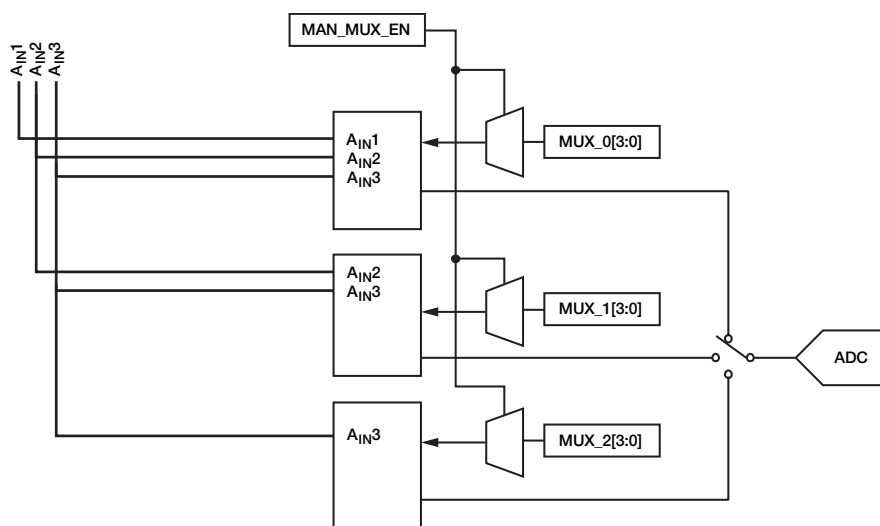 MAN_MUX_EN
AIN1
AIN2
AIN3
AIN1
AIN2
AIN3
MUX_0[3:0]
AIN2
AIN3
MUX_1[3:0]
ADC
AIN3
MUX_2[3:0]